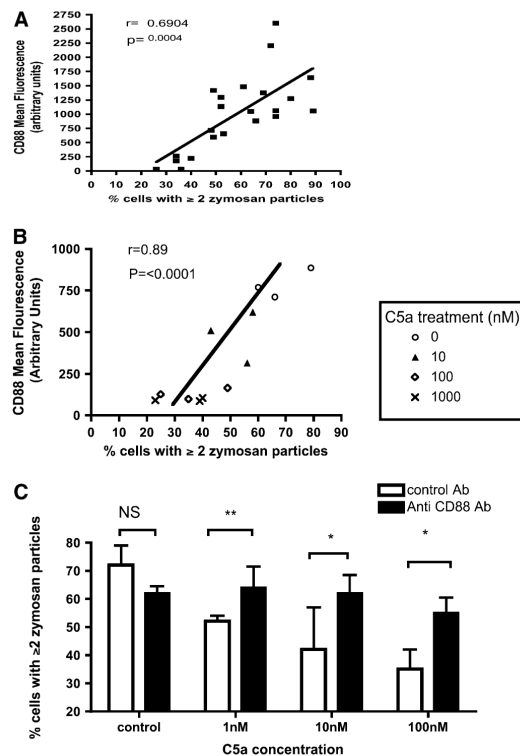 A
r= 0.6904
p= 0.0004
CD88 Mean Fluorescence
(arbitrary units)
2750
2500
2250
2000
1750
1500
1250
1000
750
500
250
0
0 10 20 30 40 50 60 70 80 90 100
% cells with ≥ 2 zymosan particles
B
r=0.89
P=<0.0001
CD88 Mean Flourescence
(Arbitrary Units)
1000
750
500
250
0
0 10 20 30 40 50 60 70 80 90
% cells with ≥ 2 zymosan particles
C5a treatment (nM)
0
10
100
1000
C
control Ab
Anti CD88 Ab
NS
**
*
*
% cells with ≥2 zymosan particles
80
70
60
50
40
30
20
control 1nM 10nM 100nM
C5a concentration